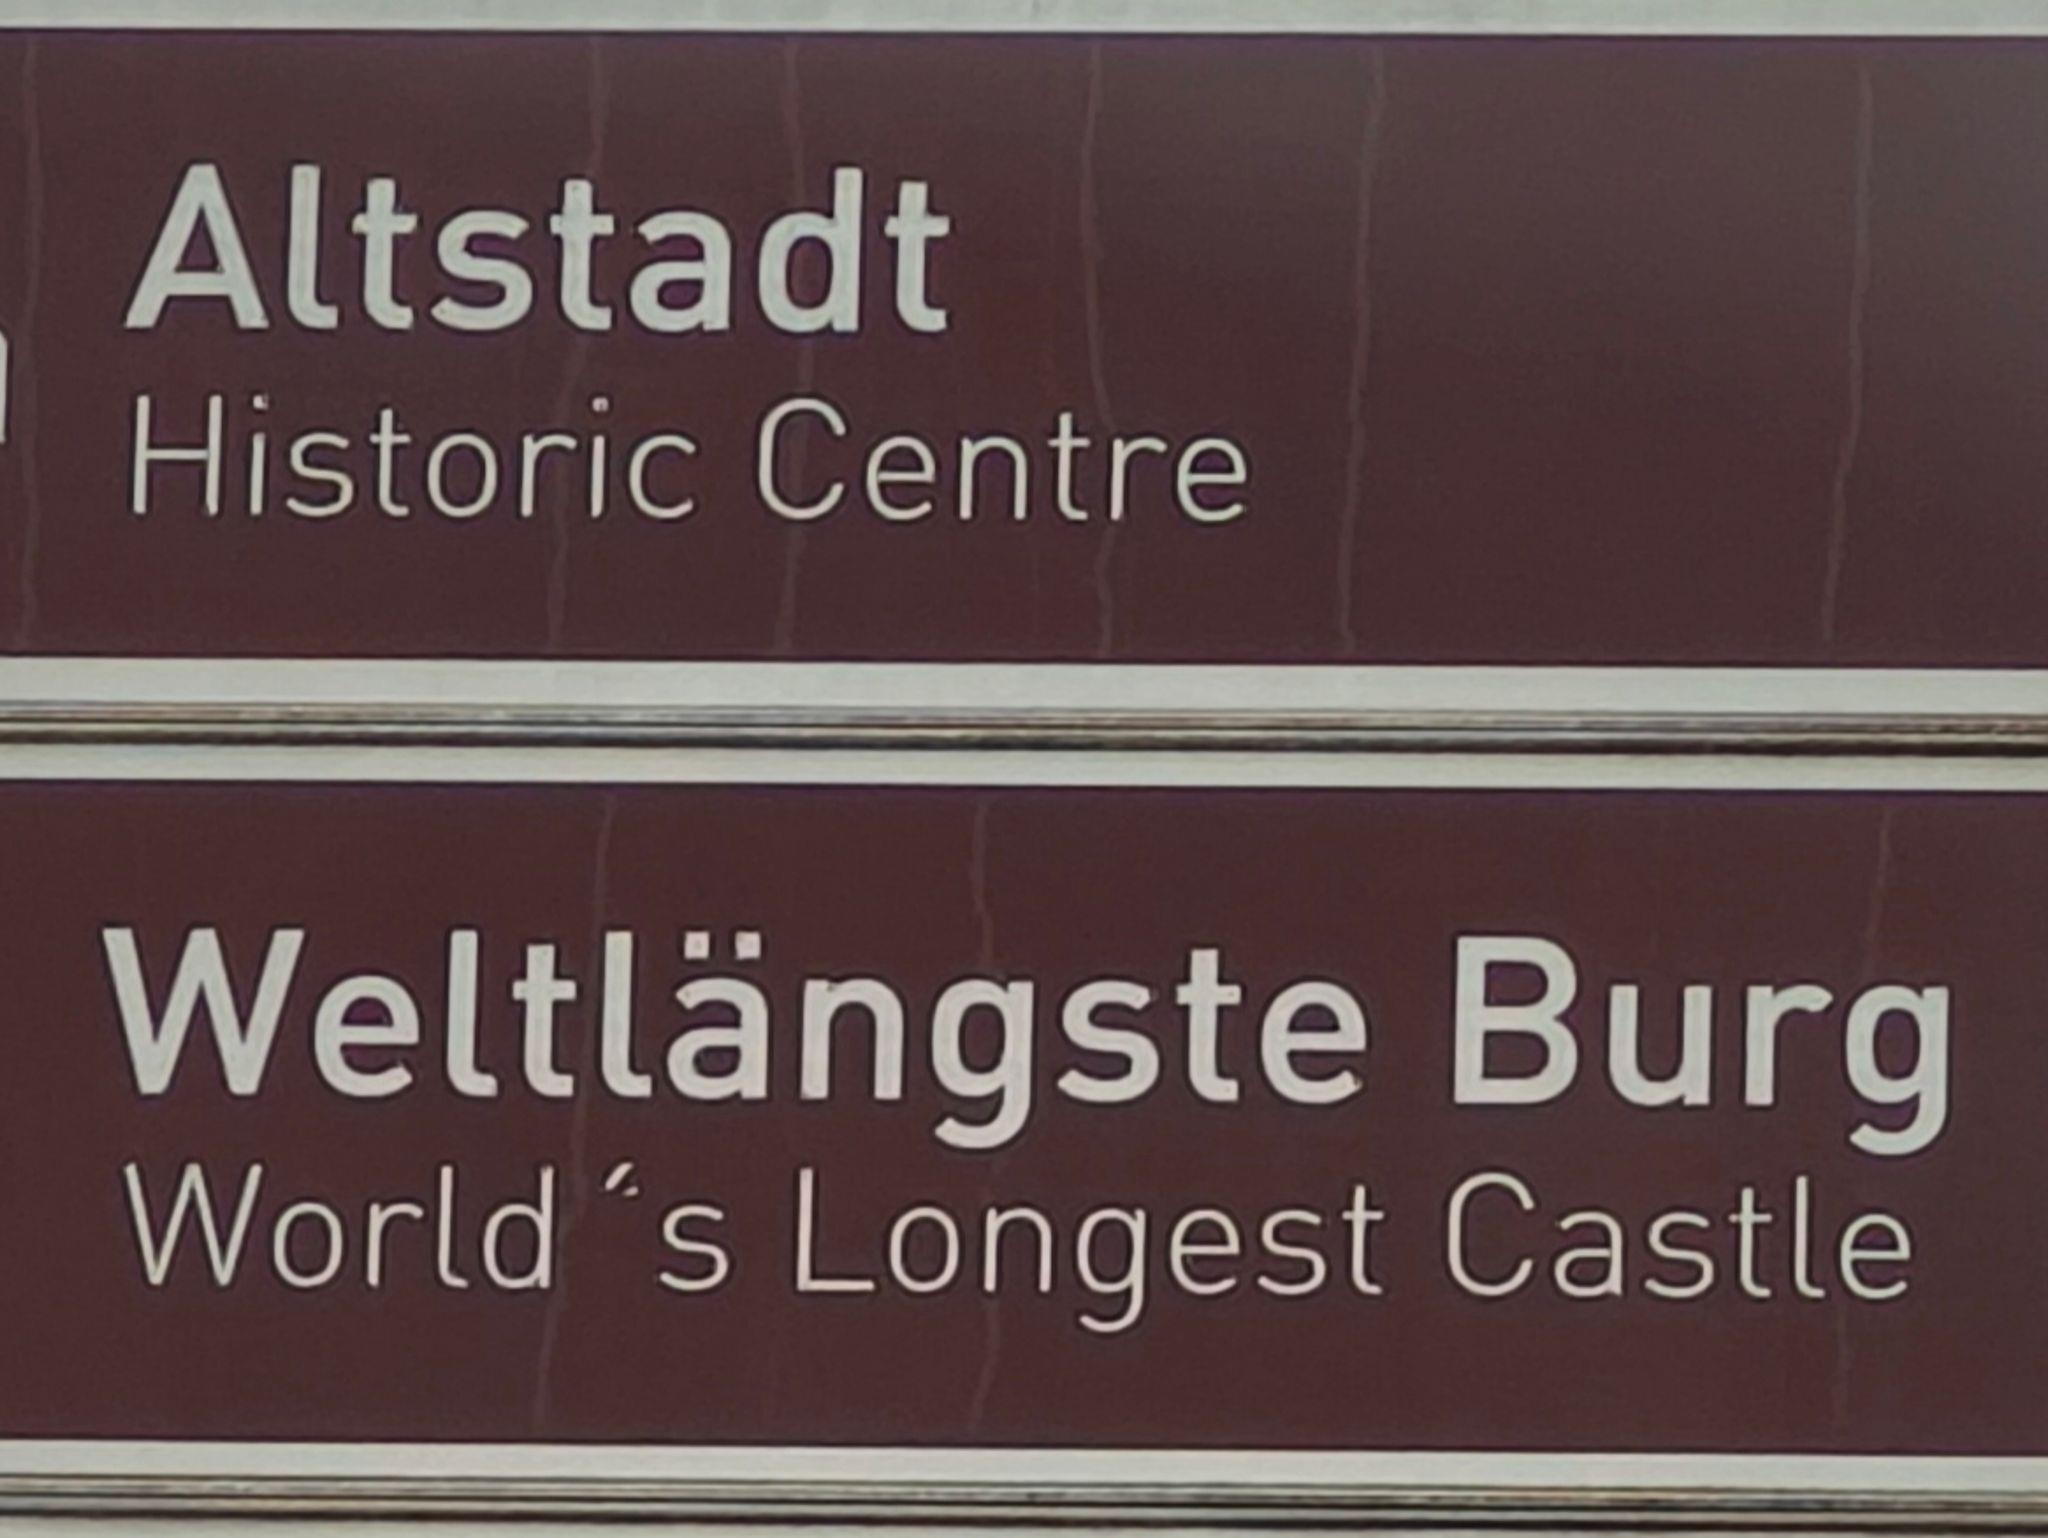 Altstadt
Historic Centre
Weltlängste Burg
World´s Longest Castle